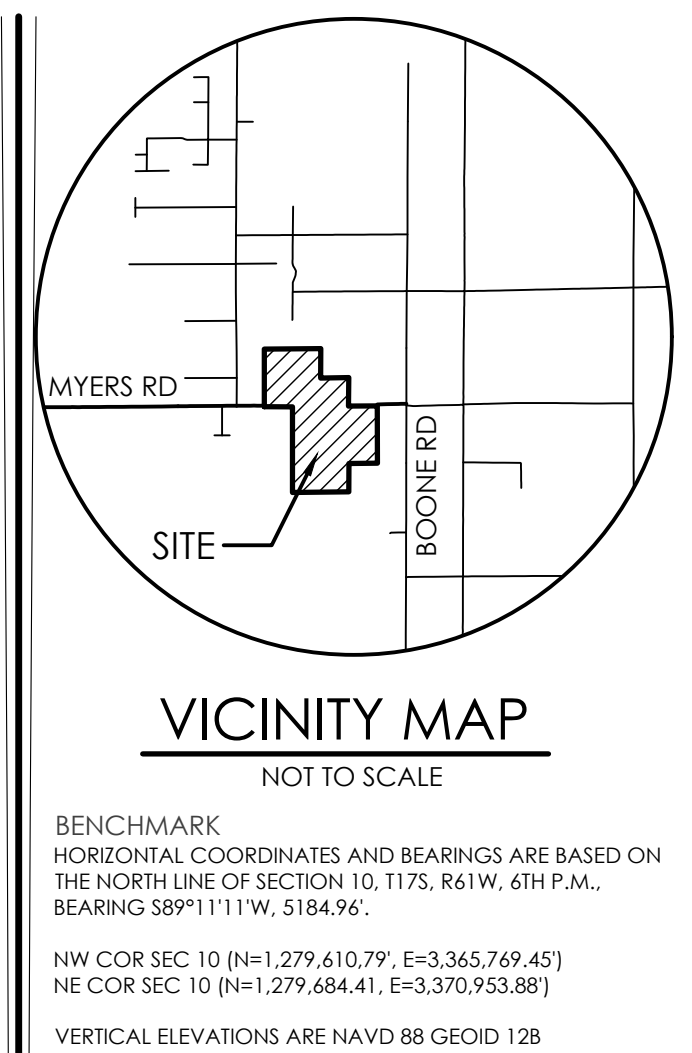 MYERS RD
BOONE RD
SITE
VICINITY MAP
NOT TO SCALE
BENCHMARK
HORIZONTAL COORDINATES AND BEARINGS ARE BASED ON
THE NORTH LINE OF SECTION 10, T17S, R61W, 6TH P.M.,
BEARING S89°11'11'W, 5184.96'.
NW COR SEC 10 (N=1,279,610,79', E=3,365,769.45')
NE COR SEC 10 (N=1,279,684.41, E=3,370,953.88')
VERTICAL ELEVATIONS ARE NAVD 88 GEOID 12B